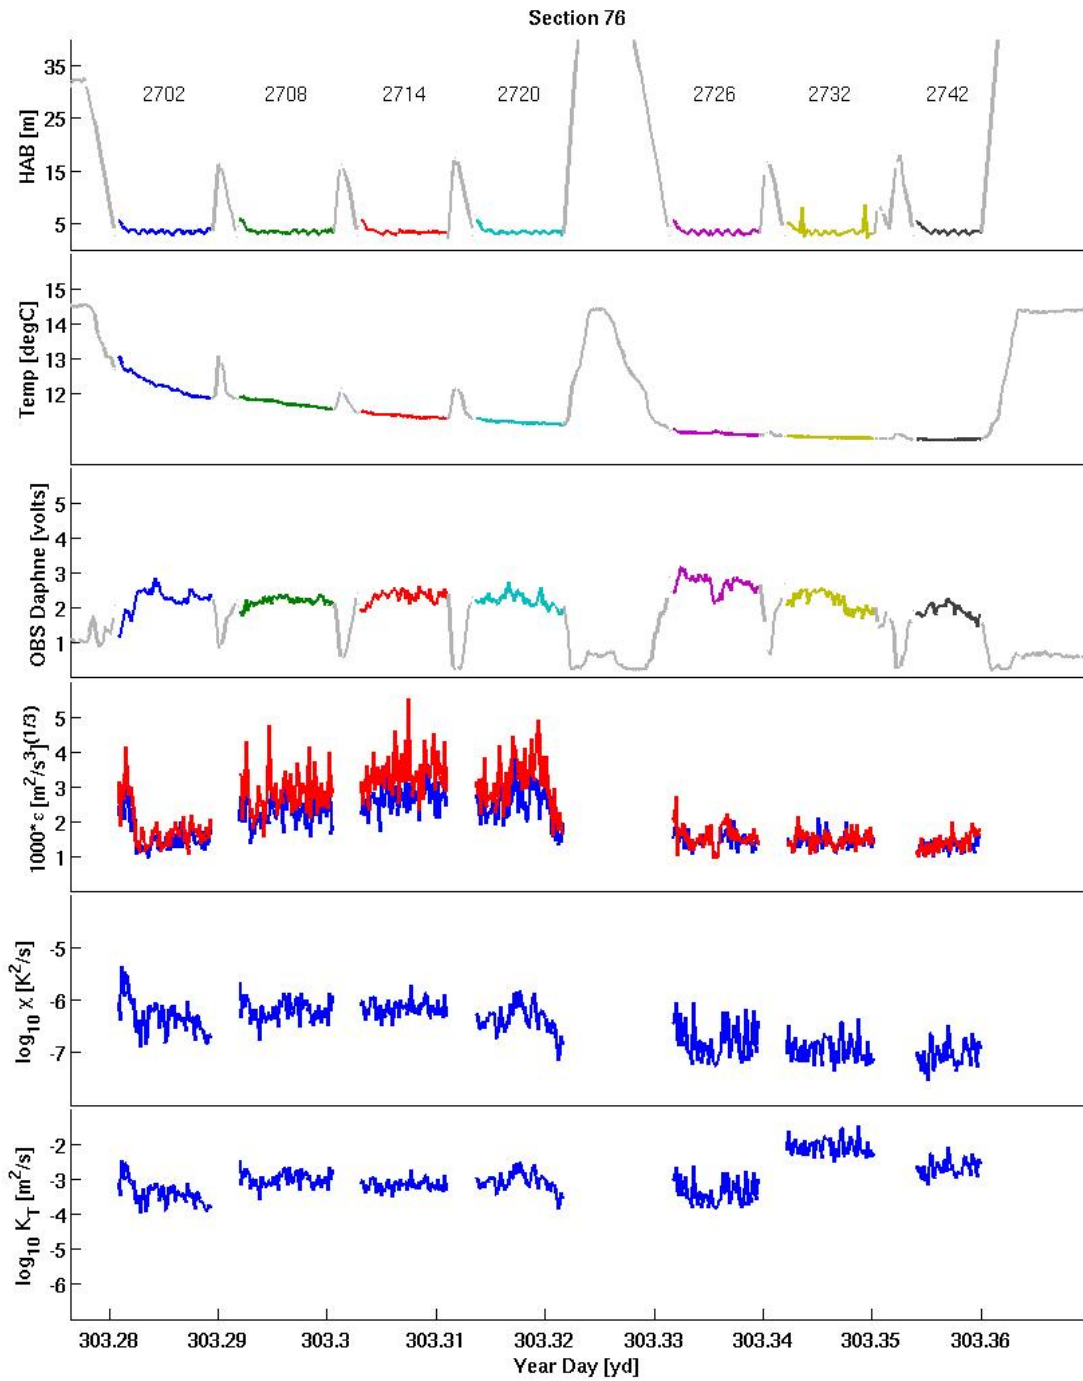 Section 76
HAB [m]
35
25
15
5
2702 2708 2714 2720 2726 2732 2742
Temp [degC]
15
14
13
12
OBS Daphne [volts]
5
4
3
2
1
1000*ε [m²/s³](1/3)
5
4
3
2
1
log₁₀ χ [K²/s]
-5
-6
-7
log₁₀ K_T [m²/s]
-2
-3
-4
-5
-6
303.28 303.29 303.3 303.31 303.32 303.33 303.34 303.35 303.36
Year Day [yd]